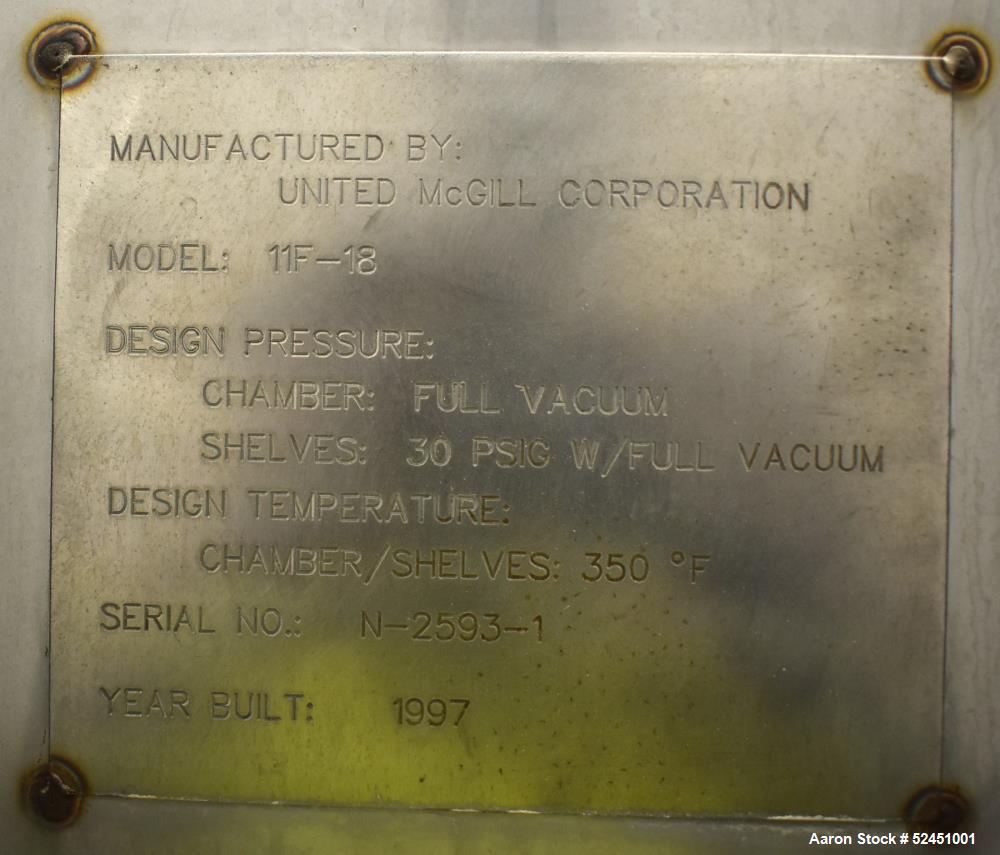 MANUFACTURED BY:
UNITED McGILL CORPORATION
MODEL: 11F-18
DESIGN PRESSURE:
CHAMBER: FULL VACUUM
SHELVES: 30 PSIG W/FULL VACUUM
DESIGN TEMPERATURE:
CHAMBER/SHELVES: 350 °F
SERIAL NO.: N-2593-1
YEAR BUILT: 1997
Aaron Stock # 52451001